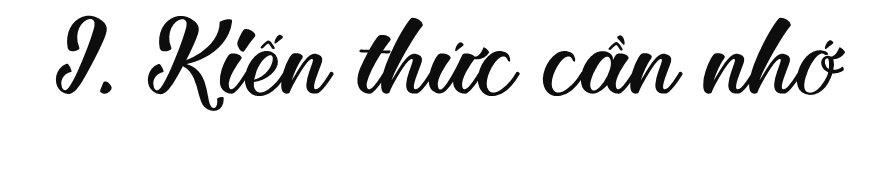 I. Kiến thức cần nhớ